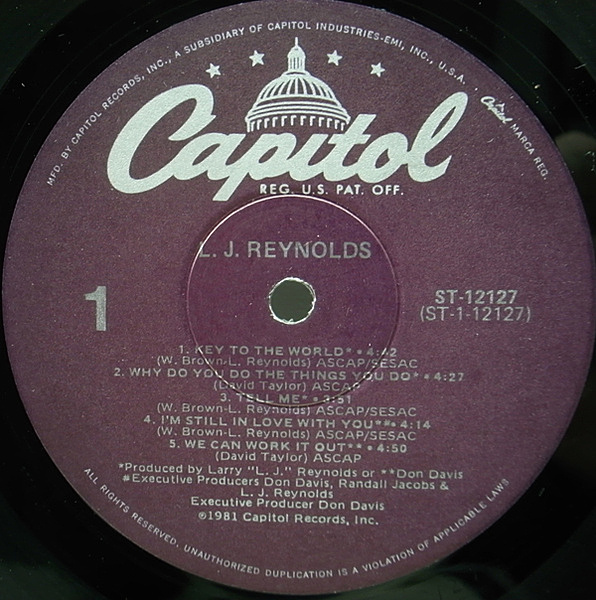 MFD. BY CAPITOL RECORDS, INC., A SUBSIDIARY OF CAPITOL INDUSTRIES-EMI, INC., U.S.A. · Capitol MARCA REG.
Capitol
REG. U.S. PAT. OFF.
L. J. REYNOLDS
1
ST-12127
(ST-1-12127)
1. KEY TO THE WORLD* • 4:42
(W. Brown-L. Reynolds) ASCAP/SESAC
2. WHY DO YOU DO THE THINGS YOU DO* • 4:27
(David Taylor) ASCAP
3. TELL ME* • 3:51
(W. Brown-L. Reynolds) ASCAP/SESAC
4. I'M STILL IN LOVE WITH YOU**• 4:14
(W. Brown-L. Reynolds) ASCAP/SESAC
5. WE CAN WORK IT OUT** • 4:50
(David Taylor) ASCAP
*Produced by Larry "L. J." Reynolds or **Don Davis
#Executive Producers Don Davis, Randall Jacobs &
L. J. Reynolds
Executive Producer Don Davis
℗1981 Capitol Records, Inc.
ALL RIGHTS RESERVED. UNAUTHORIZED DUPLICATION IS A VIOLATION OF APPLICABLE LAWS